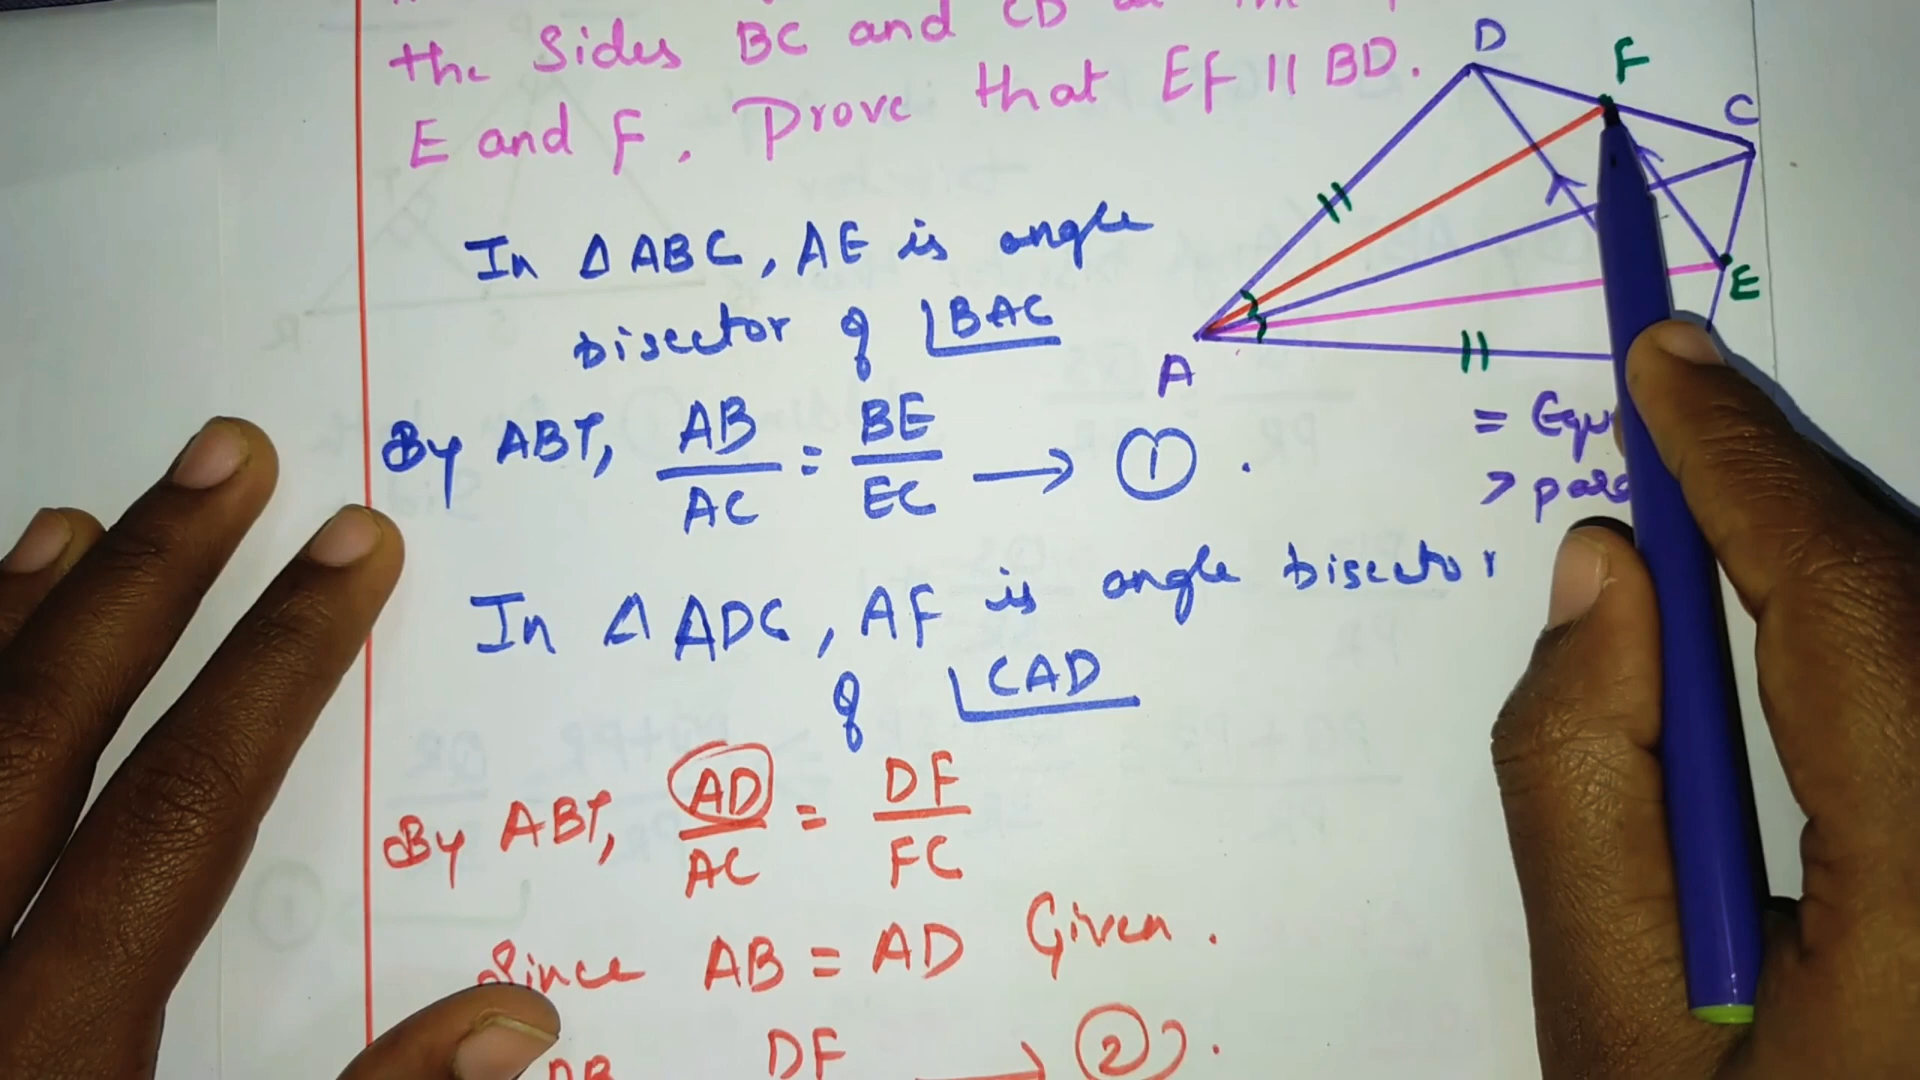 the Sides BC and CD
E and F. Prove that EF || BD.
D
F
C
E
A
In Δ ABC, AE is angle
bisector of ∠BAC
By ABT, AB/AC = BE/EC → ① .
= Equ
> para
In Δ ADC, AF is angle bisector
of ∠CAD
By ABT, AD/AC = DF/FC
Since AB = AD Given .
DF → ② .